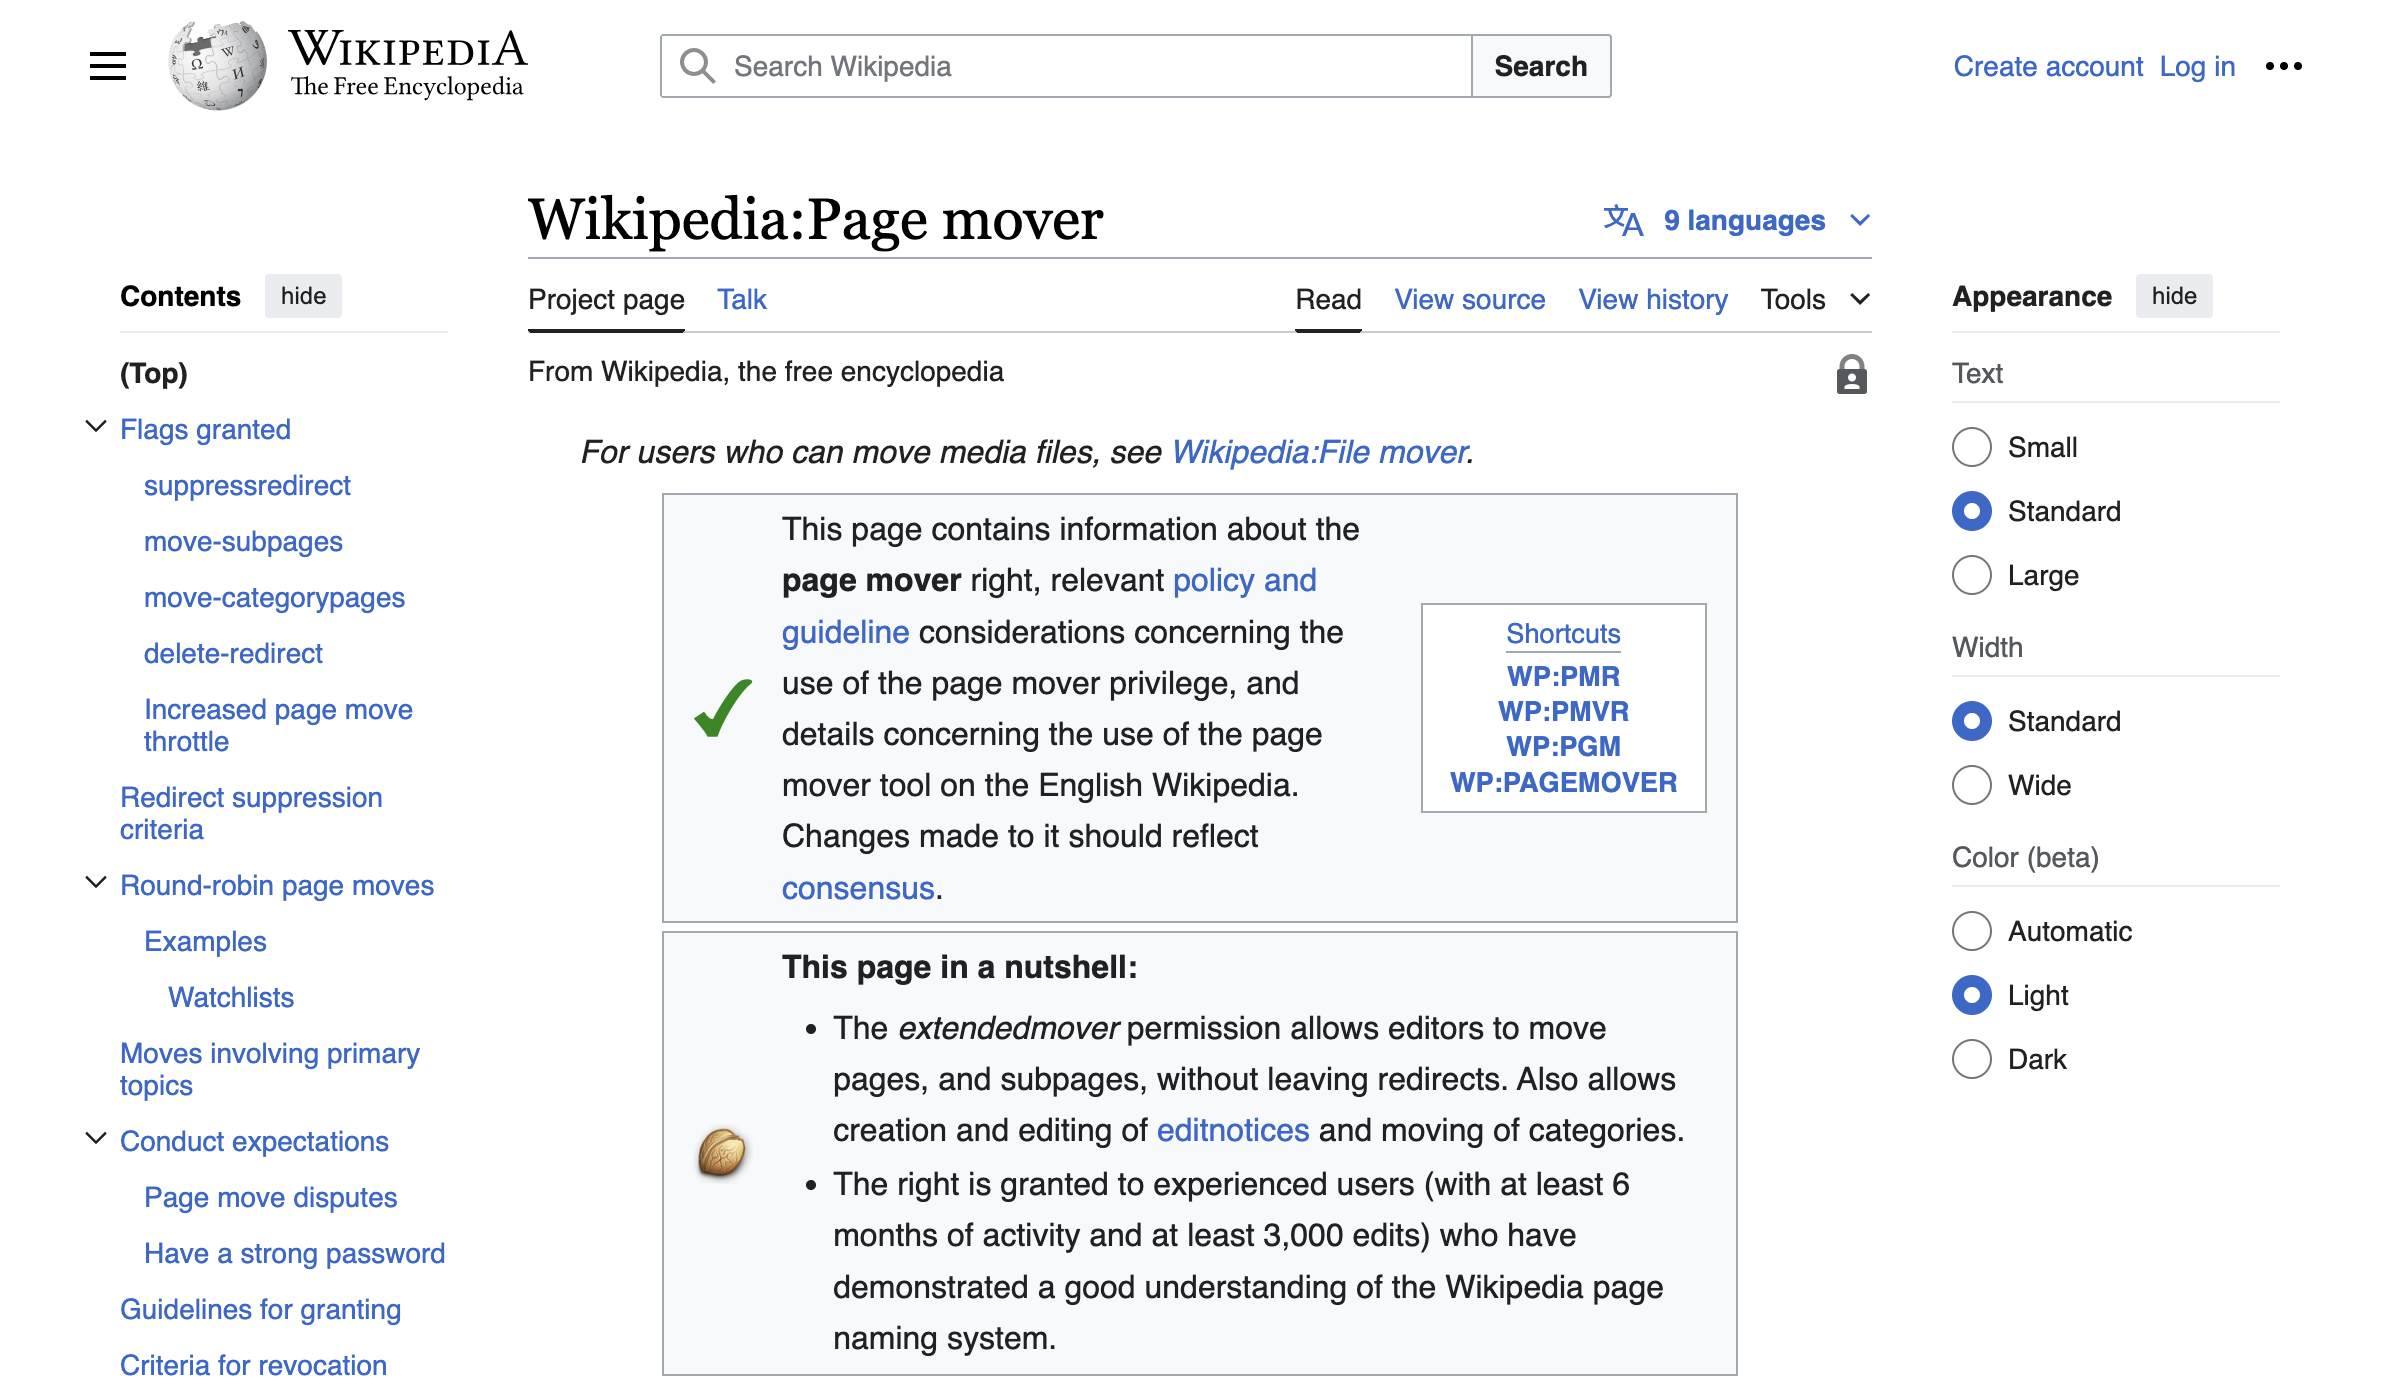 WIKIPEDIA
The Free Encyclopedia
Search Wikipedia
Search
Create account Log in
Contents hide
(Top)
Flags granted
suppressredirect
move-subpages
move-categorypages
delete-redirect
Increased page move
throttle
Redirect suppression
criteria
Round-robin page moves
Examples
Watchlists
Moves involving primary
topics
Conduct expectations
Page move disputes
Have a strong password
Guidelines for granting
Criteria for revocation
Wikipedia:Page mover
9 languages
Project page Talk
Read View source View history Tools
From Wikipedia, the free encyclopedia
For users who can move media files, see Wikipedia:File mover.
This page contains information about the
page mover right, relevant policy and
guideline considerations concerning the
use of the page mover privilege, and
details concerning the use of the page
mover tool on the English Wikipedia.
Changes made to it should reflect
consensus.
Shortcuts
WP:PMR
WP:PMVR
WP:PGM
WP:PAGEMOVER
This page in a nutshell:
• The extendedmover permission allows editors to move
pages, and subpages, without leaving redirects. Also allows
creation and editing of editnotices and moving of categories.
• The right is granted to experienced users (with at least 6
months of activity and at least 3,000 edits) who have
demonstrated a good understanding of the Wikipedia page
naming system.
Appearance hide
Text
Small
Standard
Large
Width
Standard
Wide
Color (beta)
Automatic
Light
Dark